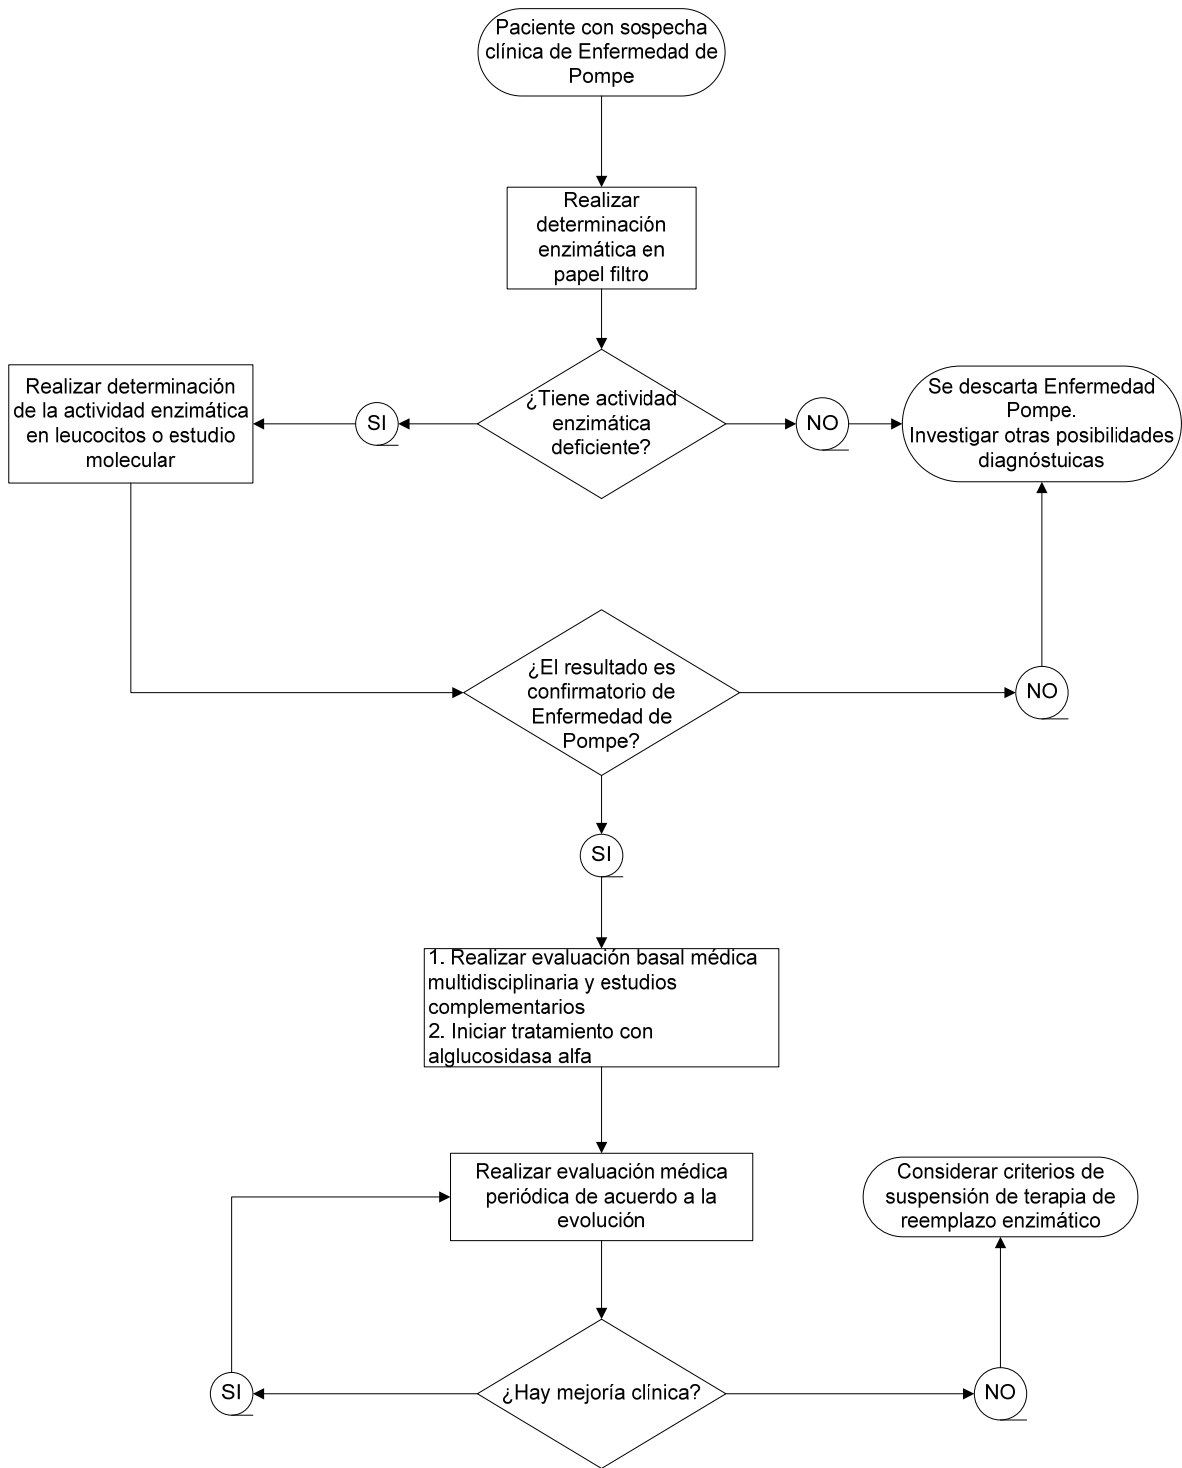 Paciente con sospecha
clínica de Enfermedad de
Pompe
Realizar
determinación
enzimática en
papel filtro
Realizar determinación
de la actividad enzimática
en leucocitos o estudio
molecular
SI
¿Tiene actividad
enzimática
deficiente?
NO
Se descarta Enfermedad
Pompe.
Investigar otras posibilidades
diagnóstuicas
¿El resultado es
confirmatorio de
Enfermedad de
Pompe?
NO
SI
1. Realizar evaluación basal médica
multidisciplinaria y estudios
complementarios
2. Iniciar tratamiento con
alglucosidasa alfa
Realizar evaluación médica
periódica de acuerdo a la
evolución
Considerar criterios de
suspensión de terapia de
reemplazo enzimático
SI
¿Hay mejoría clínica?
NO